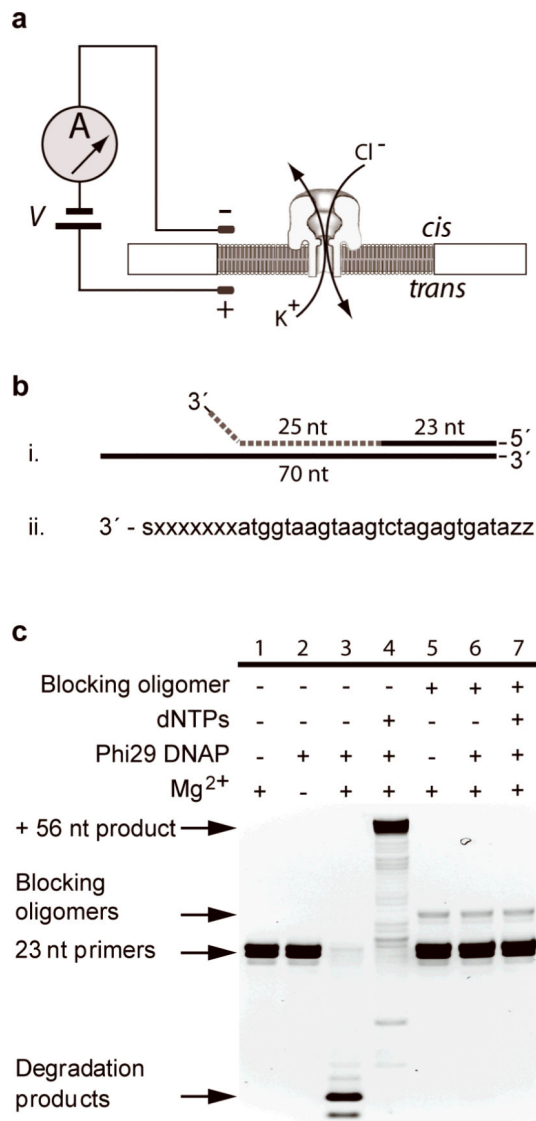 a
A
V
-
+
Cl-
K+
cis
trans
b
3´
25 nt
23 nt
-5´
i.
-3´
70 nt
ii. 3´ - sxxxxxxxatggtaagtaagtctagagtgatazz
c
1 2 3 4 5 6 7
Blocking oligomer - - - - + + +
dNTPs - - - + - - +
Phi29 DNAP - + + + - + +
Mg2+ + - + + + + +
+ 56 nt product
Blocking
oligomers
23 nt primers
Degradation
products